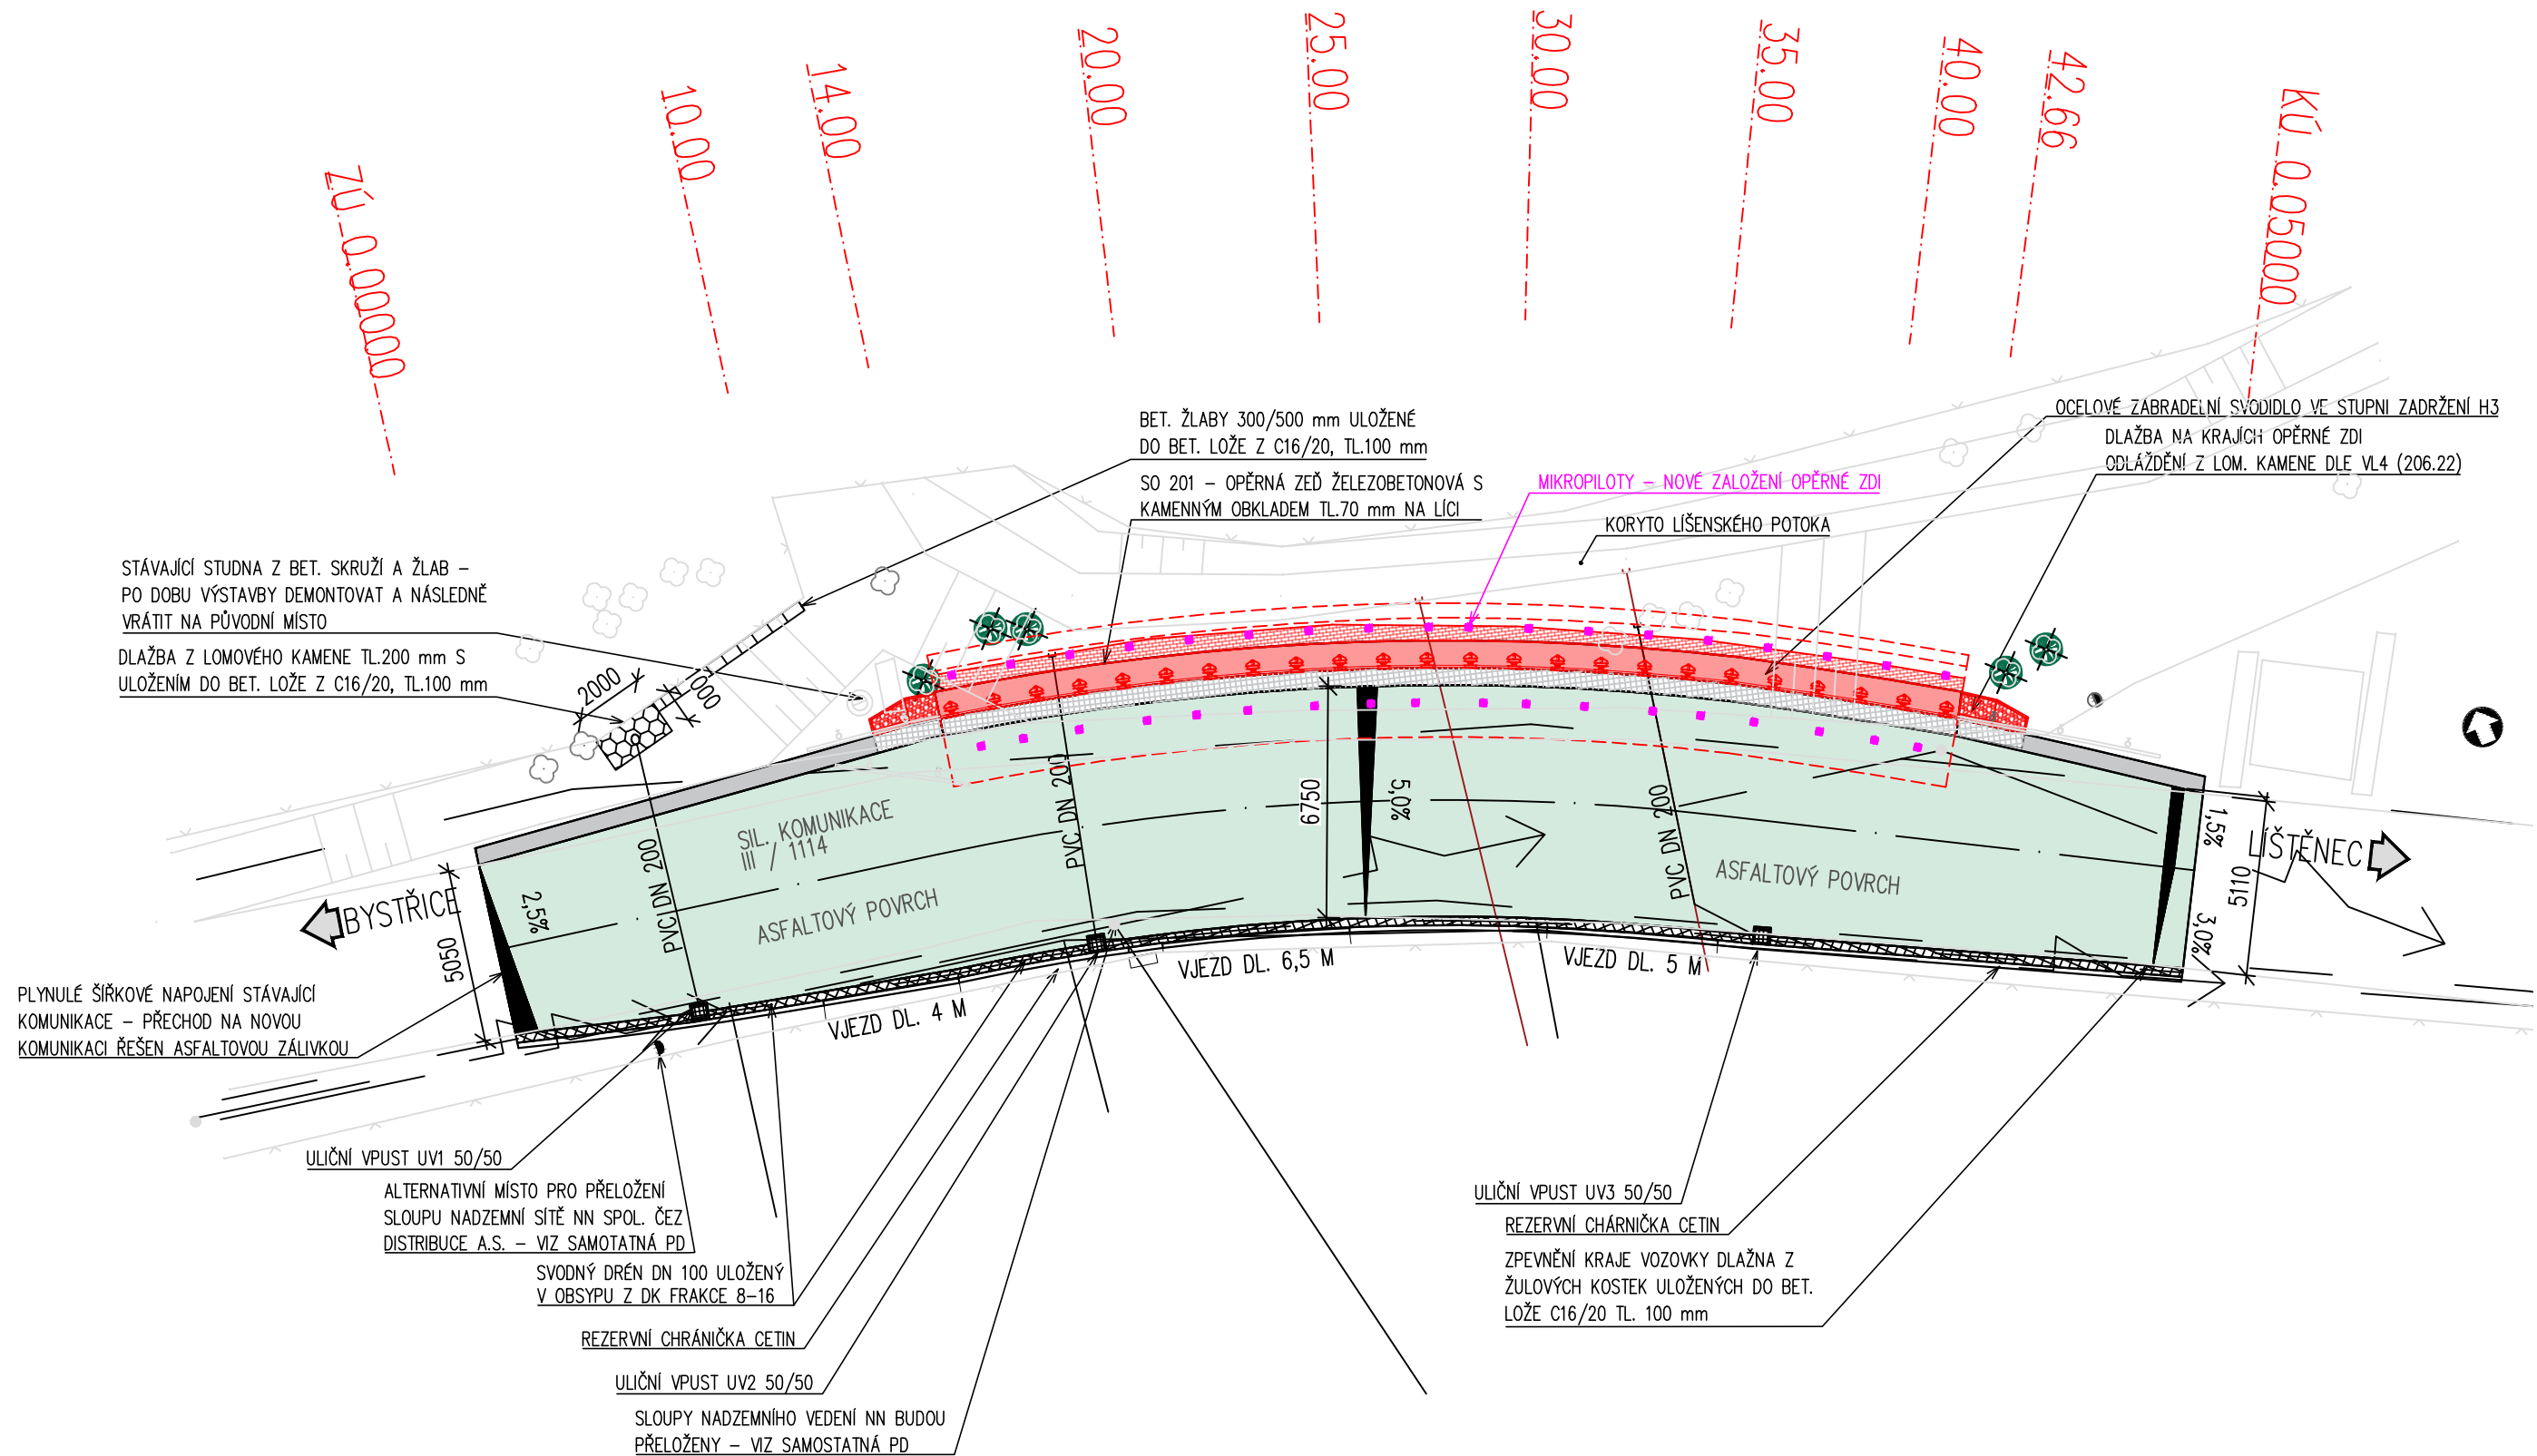 ZÚ 0.00000
10.00
14.00
20.00
25.00
30.00
35.00
40.00
42.66
KÚ 0.05000
BET. ŽLABY 300/500 mm ULOŽENÉ
DO BET. LOŽE Z C16/20, TL.100 mm
SO 201 – OPĚRNÁ ZEĎ ŽELEZOBETONOVÁ S
KAMENNÝM OBKLADEM TL.70 mm NA LÍCI
MIKROPILOTY – NOVÉ ZALOŽENÍ OPĚRNÉ ZDI
KORYTO LÍŠENSKÉHO POTOKA
OCELOVÉ ZÁBRADELNÍ SVODIDLO VE STUPNI ZADRŽENÍ H3
DLAŽBA NA KRAJÍCH OPĚRNÉ ZDI
ODLÁŽDĚNÍ Z LOM. KAMENE DLE VL4 (206.22)
STÁVAJÍCÍ STUDNA Z BET. SKRUŽÍ A ŽLAB –
PO DOBU VÝSTAVBY DEMONTOVAT A NÁSLEDNĚ
VRÁTIT NA PŮVODNÍ MÍSTO
DLAŽBA Z LOMOVÉHO KAMENE TL.200 mm S
ULOŽENÍM DO BET. LOŽE Z C16/20, TL.100 mm
2000
PVC DN 200
SIL. KOMUNIKACE
III / 1114
ASFALTOVÝ POVRCH
PVC DN 200
6750
5,0%
PVC DN 200
ASFALTOVÝ POVRCH
1,5%
5110
3,0%
LÍŠTĚNEC
BYSTŘICE
2,5%
5050
VJEZD DL. 4 M
VJEZD DL. 6,5 M
VJEZD DL. 5 M
PLYNULÉ ŠÍŘKOVÉ NAPOJENÍ STÁVAJÍCÍ
KOMUNIKACE – PŘECHOD NA NOVOU
KOMUNIKACI ŘEŠEN ASFALTOVOU ZÁLIVKOU
ULIČNÍ VPUST UV1 50/50
ALTERNATIVNÍ MÍSTO PRO PŘELOŽENÍ
SLOUPU NADZEMNÍ SÍTĚ NN SPOL. ČEZ
DISTRIBUCE A.S. – VIZ SAMOTATNÁ PD
SVODNÝ DRÉN DN 100 ULOŽENÝ
V OBSYPU Z DK FRAKCE 8–16
REZERVNÍ CHRÁNIČKA CETIN
ULIČNÍ VPUST UV2 50/50
SLOUPY NADZEMNÍHO VEDENÍ NN BUDOU
PŘELOŽENY – VIZ SAMOSTATNÁ PD
ULIČNÍ VPUST UV3 50/50
REZERVNÍ CHÁRNIČKA CETIN
ZPEVNĚNÍ KRAJE VOZOVKY DLAŽNA Z
ŽULOVÝCH KOSTEK ULOŽENÝCH DO BET.
LOŽE C16/20 TL. 100 mm